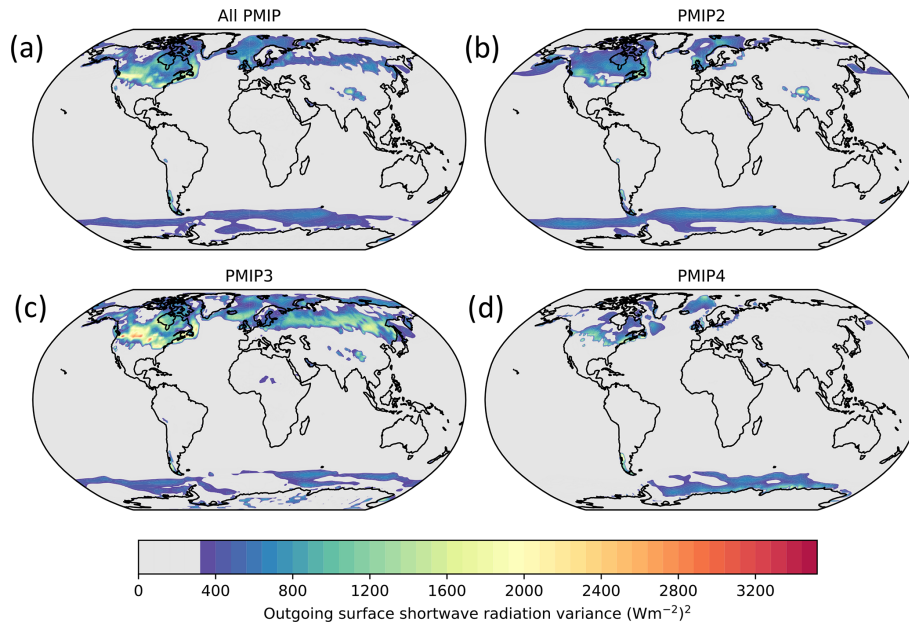 All PMIP
PMIP2
(a)
(b)
PMIP3
PMIP4
(c)
(d)
0 400 800 1200 1600 2000 2400 2800 3200
Outgoing surface shortwave radiation variance (Wm⁻²)²